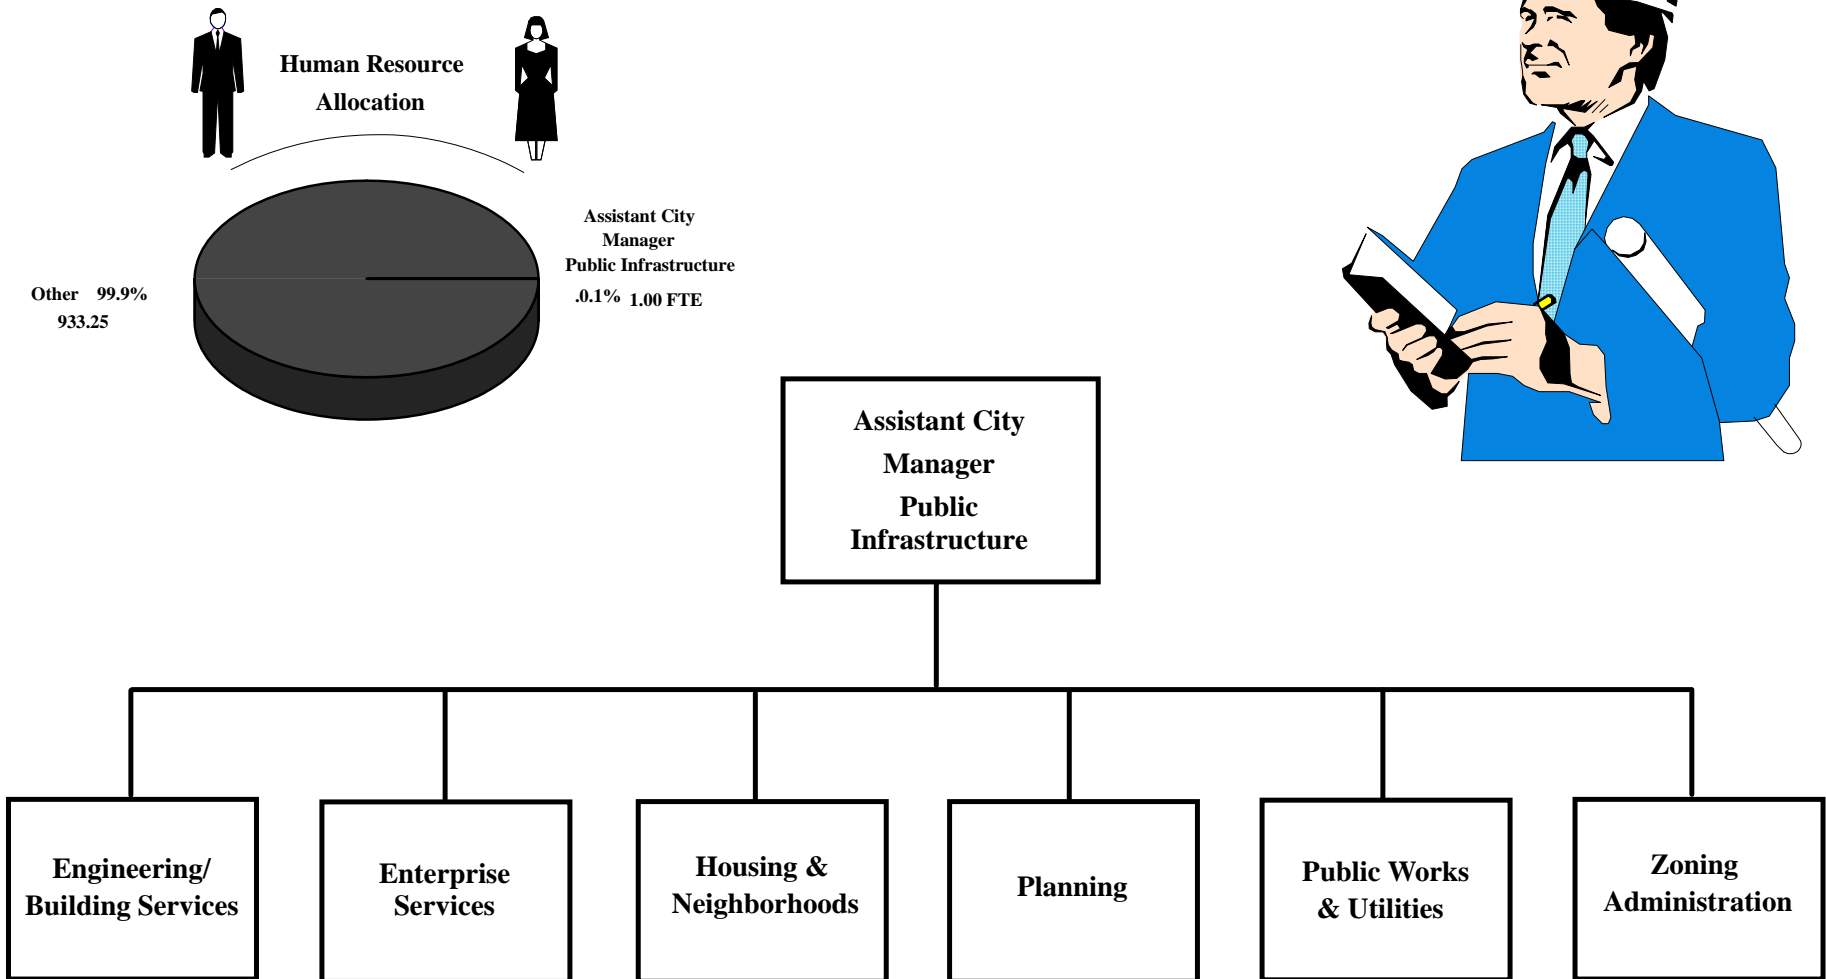 Human Resource
Allocation
Assistant City
Manager
Public Infrastructure
.0.1% 1.00 FTE
Other 99.9%
933.25
Assistant City
Manager
Public
Infrastructure
Engineering/
Building Services
Enterprise
Services
Housing &
Neighborhoods
Planning
Public Works
& Utilities
Zoning
Administration